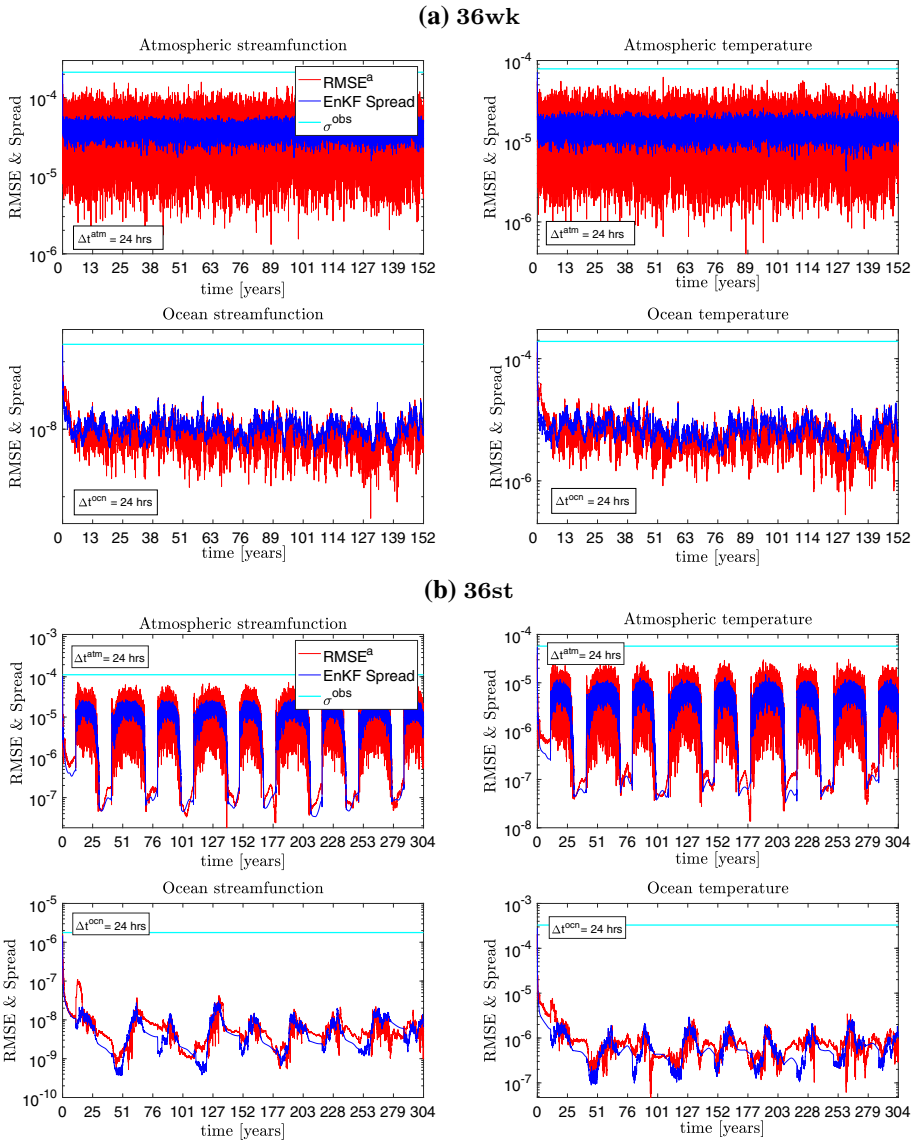 (a) 36wk
Atmospheric streamfunction
RMSE & Spread
10^-4
10^-5
10^-6
RMSE^a
EnKF Spread
σ^obs
Δt^atm = 24 hrs
0 13 25 38 51 63 76 89 101 114 127 139 152
time [years]
Atmospheric temperature
RMSE & Spread
10^-4
10^-5
10^-6
Δt^atm = 24 hrs
0 13 25 38 51 63 76 89 101 114 127 139 152
time [years]
Ocean streamfunction
RMSE & Spread
10^-8
Δt^ocn = 24 hrs
0 13 25 38 51 63 76 89 101 114 127 139 152
time [years]
Ocean temperature
RMSE & Spread
10^-4
10^-6
Δt^ocn = 24 hrs
0 13 25 38 51 63 76 89 101 114 127 139 152
time [years]
(b) 36st
Atmospheric streamfunction
RMSE & Spread
10^-3
10^-4
10^-5
10^-6
10^-7
Δt^atm = 24 hrs
RMSE^a
EnKF Spread
σ^obs
0 25 51 76 101 127 152 177 203 228 253 279 304
time [years]
Atmospheric temperature
RMSE & Spread
10^-4
10^-5
10^-6
10^-7
10^-8
Δt^atm = 24 hrs
0 25 51 76 101 127 152 177 203 228 253 279 304
time [years]
Ocean streamfunction
RMSE & Spread
10^-5
10^-6
10^-7
10^-8
10^-9
10^-10
Δt^ocn = 24 hrs
0 25 51 76 101 127 152 177 203 228 253 279 304
time [years]
Ocean temperature
RMSE & Spread
10^-3
10^-4
10^-5
10^-6
10^-7
Δt^ocn = 24 hrs
0 25 51 76 101 127 152 177 203 228 253 279 304
time [years]